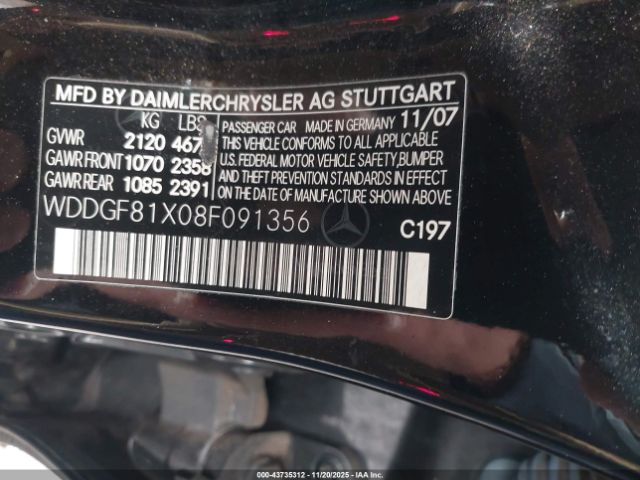 MFD BY DAIMLERCHRYSLER AG STUTTGART
KG LBS
GVWR 2120 467
GAWR FRONT 1070 2358
GAWR REAR 1085 2391
PASSENGER CAR MADE IN GERMANY 11/07
THIS VEHICLE CONFORMS TO ALL APPLICABLE
U.S. FEDERAL MOTOR VEHICLE SAFETY, BUMPER
AND THEFT PREVENTION STANDARDS IN EFFECT
ON THE DATE OF MANUFACTURE SHOWN ABOVE
WDDGF81X08F091356
C197
000-43735312 - 11/20/2025 - IAAI.com